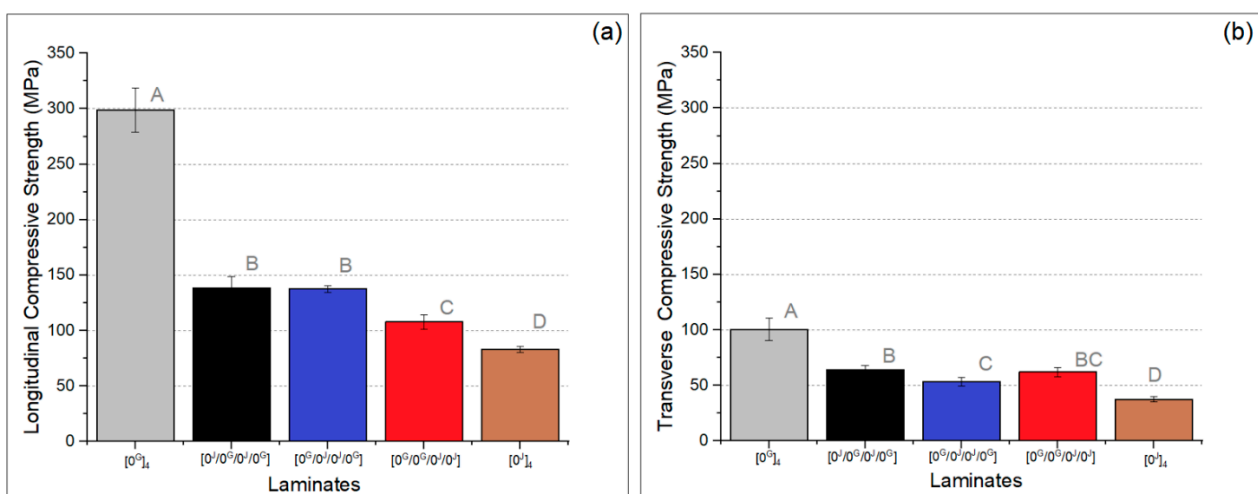 (a)
Longitudinal Compressive Strength (MPa)
350
300
250
200
150
100
50
0
A
B
B
C
D
[0ᴳ]₄
[0ᴶ/0ᴳ/0ᴶ/0ᴳ]
[0ᴳ/0ᴶ/0ᴶ/0ᴳ]
[0ᴳ/0ᴳ/0ᴶ/0ᴶ]
[0ᴶ]₄
Laminates
(b)
Transverse Compressive Strength (MPa)
350
300
250
200
150
100
50
0
A
B
C
BC
D
[0ᴳ]₄
[0ᴶ/0ᴳ/0ᴶ/0ᴳ]
[0ᴳ/0ᴶ/0ᴶ/0ᴳ]
[0ᴳ/0ᴳ/0ᴶ/0ᴶ]
[0ᴶ]₄
Laminates